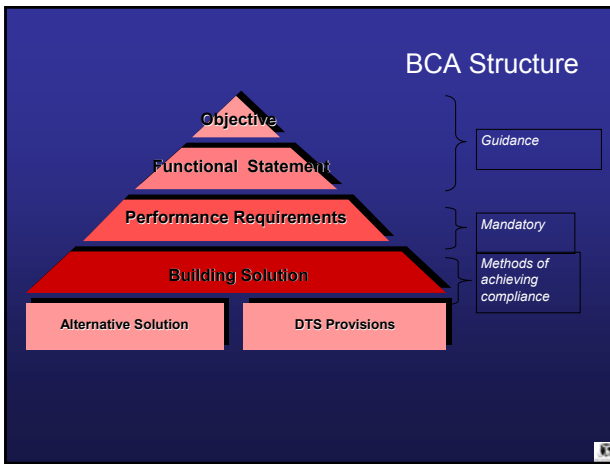 BCA Structure
Objective
Functional Statement
Performance Requirements
Building Solution
Alternative Solution
DTS Provisions
Guidance
Mandatory
Methods of
achieving
compliance